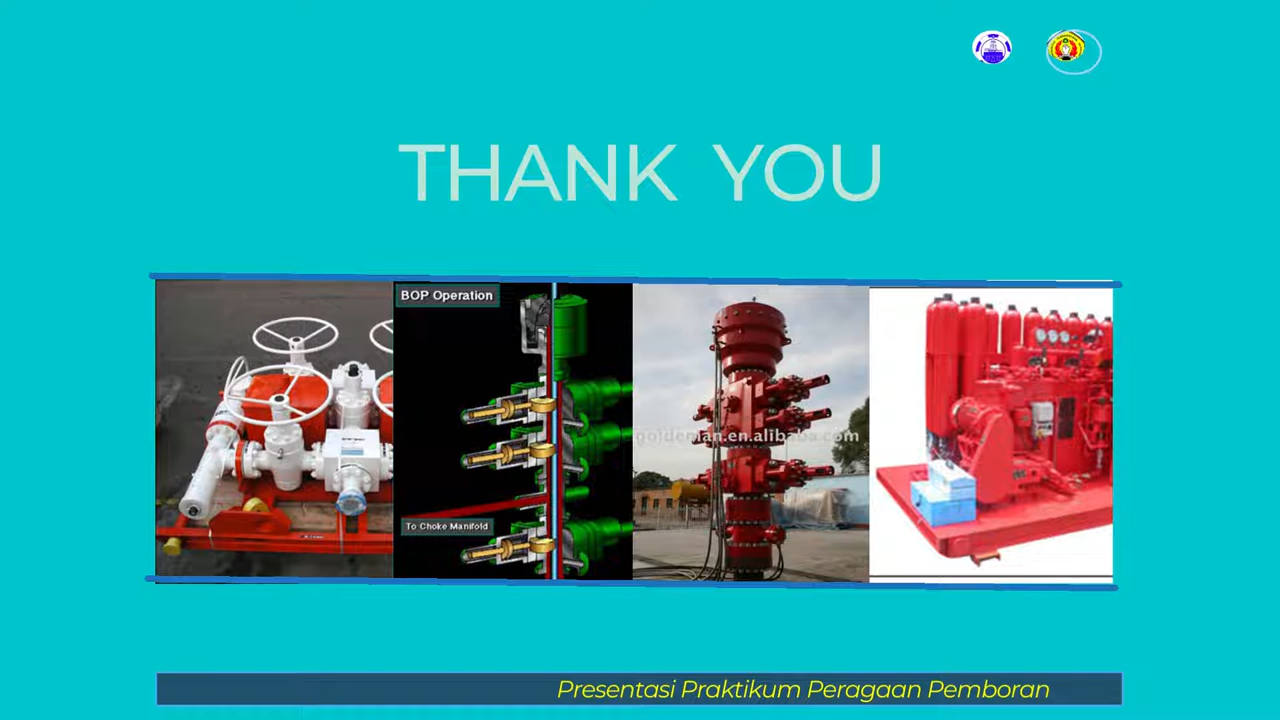 THANK YOU
BOP Operation
To Choke Manifold
goldenman.en.alibaba.com
Presentasi Praktikum Peragaan Pemboran